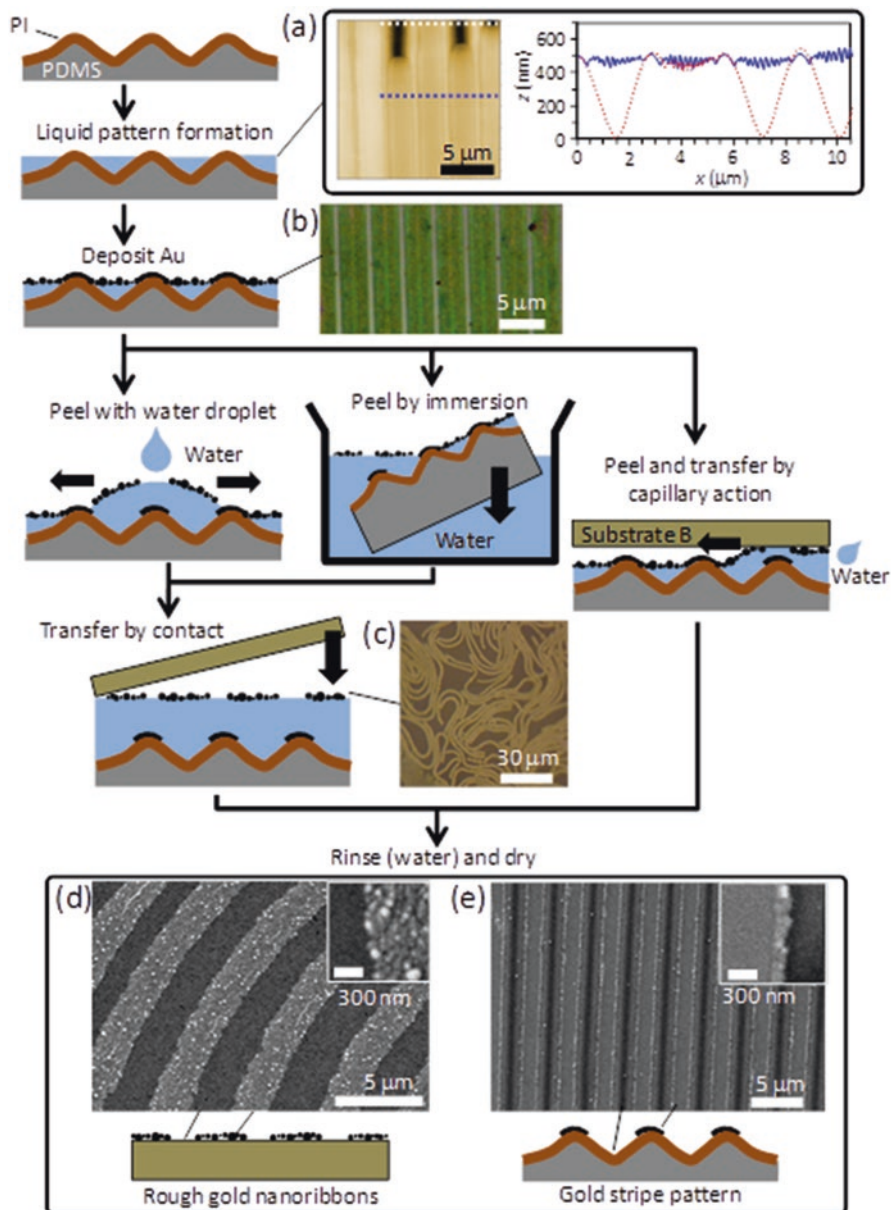 PI
PDMS
Liquid pattern formation
(a)
5 μm
z (nm)
600
400
200
0
0 2 4 6 8 10
x (μm)
Deposit Au
(b)
5 μm
Peel with water droplet
Water
Peel by immersion
Water
Peel and transfer by
capillary action
Substrate B
Water
Transfer by contact
(c)
30 μm
Rinse (water) and dry
(d)
300 nm
5 μm
Rough gold nanoribbons
(e)
300 nm
5 μm
Gold stripe pattern